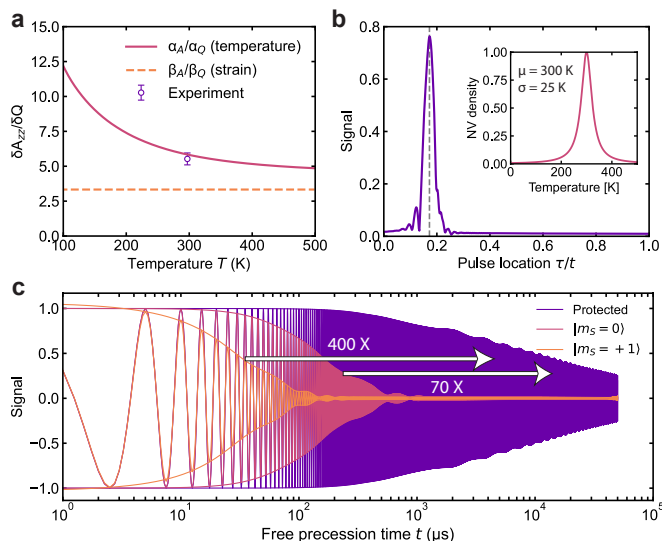 a
δA_zz/δQ
15.0
12.5
10.0
7.5
5.0
2.5
0.0
α_A/α_Q (temperature)
β_A/β_Q (strain)
Experiment
100 200 300 400 500
Temperature T (K)
b
Signal
0.8
0.6
0.4
0.2
0.0
0.0 0.2 0.4 0.6 0.8 1.0
Pulse location τ/t
NV density
1.00
0.75
0.50
0.25
0.00
μ = 300 K
σ = 25 K
200 400
Temperature [K]
c
Signal
1.0
0.5
0.0
−0.5
−1.0
Protected
|m_S = 0⟩
|m_S = +1⟩
400 X
70 X
10^0 10^1 10^2 10^3 10^4 10^5
Free precession time t (μs)